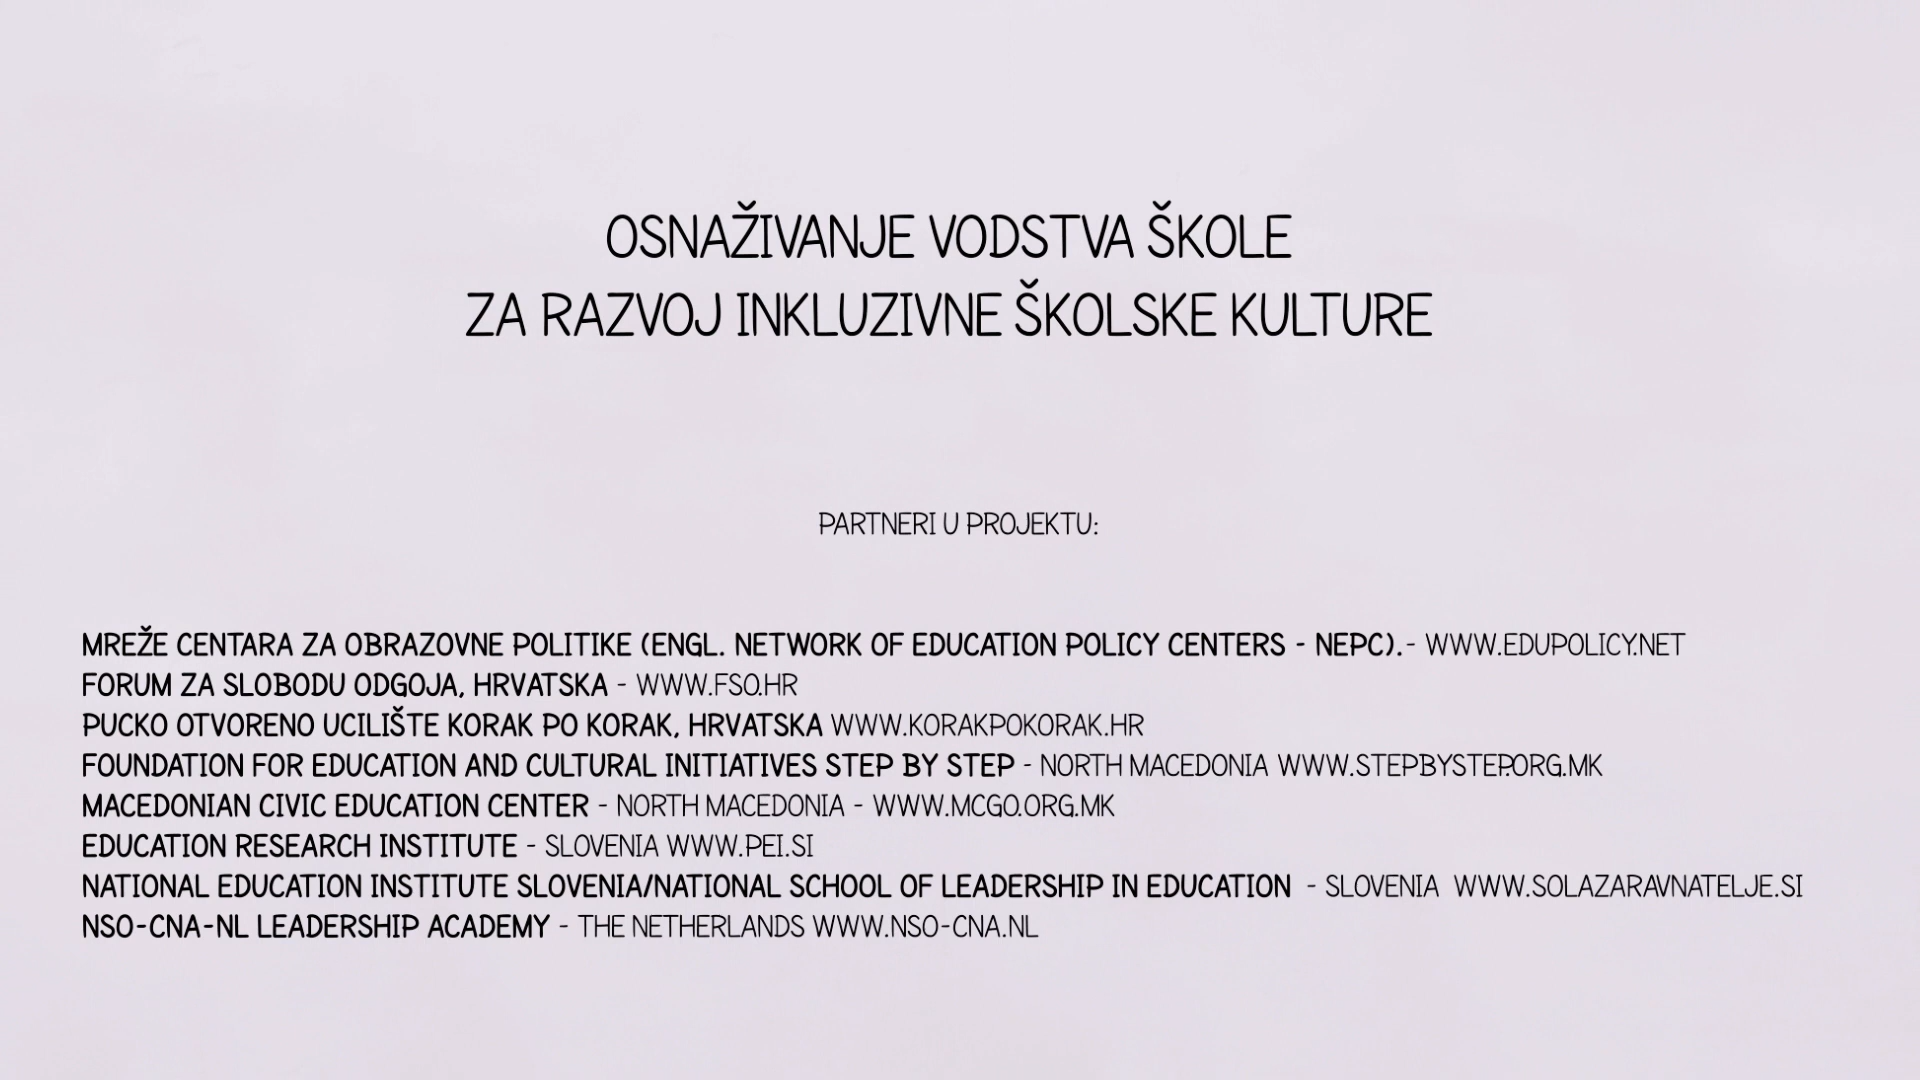 OSNAŽIVANJE VODSTVA ŠKOLE
ZA RAZVOJ INKLUZIVNE ŠKOLSKE KULTURE
PARTNERI U PROJEKTU:
MREŽE CENTARA ZA OBRAZOVNE POLITIKE (ENGL. NETWORK OF EDUCATION POLICY CENTERS - NEPC).- WWW.EDUPOLICY.NET
FORUM ZA SLOBODU ODGOJA, HRVATSKA - WWW.FSO.HR
PUCKO OTVORENO UCILIŠTE KORAK PO KORAK, HRVATSKA WWW.KORAKPOKORAK.HR
FOUNDATION FOR EDUCATION AND CULTURAL INITIATIVES STEP BY STEP - NORTH MACEDONIA WWW.STEPBYSTEP.ORG.MK
MACEDONIAN CIVIC EDUCATION CENTER - NORTH MACEDONIA - WWW.MCGO.ORG.MK
EDUCATION RESEARCH INSTITUTE - SLOVENIA WWW.PEI.SI
NATIONAL EDUCATION INSTITUTE SLOVENIA/NATIONAL SCHOOL OF LEADERSHIP IN EDUCATION - SLOVENIA WWW.SOLAZARAVNATELJE.SI
NSO-CNA-NL LEADERSHIP ACADEMY - THE NETHERLANDS WWW.NSO-CNA.NL